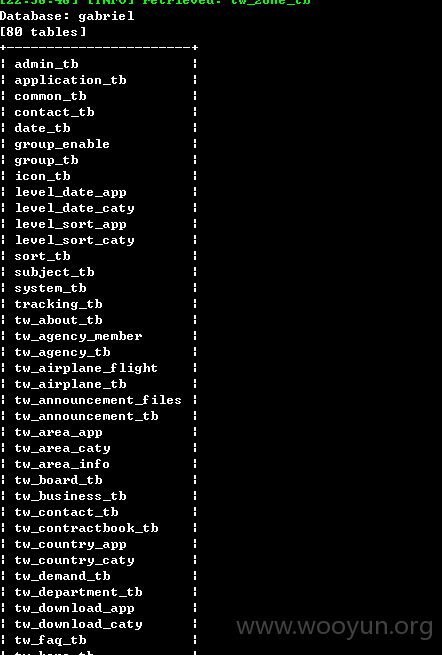 [22:50:40] [INFO] retrieved: tw_zone_tb
Database: gabriel
[80 tables]
+-----------------------+
| admin_tb |
| application_tb |
| common_tb |
| contact_tb |
| date_tb |
| group_enable |
| group_tb |
| icon_tb |
| level_date_app |
| level_date_caty |
| level_sort_app |
| level_sort_caty |
| sort_tb |
| subject_tb |
| system_tb |
| tracking_tb |
| tw_about_tb |
| tw_agency_member |
| tw_agency_tb |
| tw_airplane_flight |
| tw_airplane_tb |
| tw_announcement_files |
| tw_announcement_tb |
| tw_area_app |
| tw_area_caty |
| tw_area_info |
| tw_board_tb |
| tw_business_tb |
| tw_contact_tb |
| tw_contractbook_tb |
| tw_country_app |
| tw_country_caty |
| tw_demand_tb |
| tw_department_tb |
| tw_download_app |
| tw_download_caty |
| tw_faq_tb |
www.wooyun.org